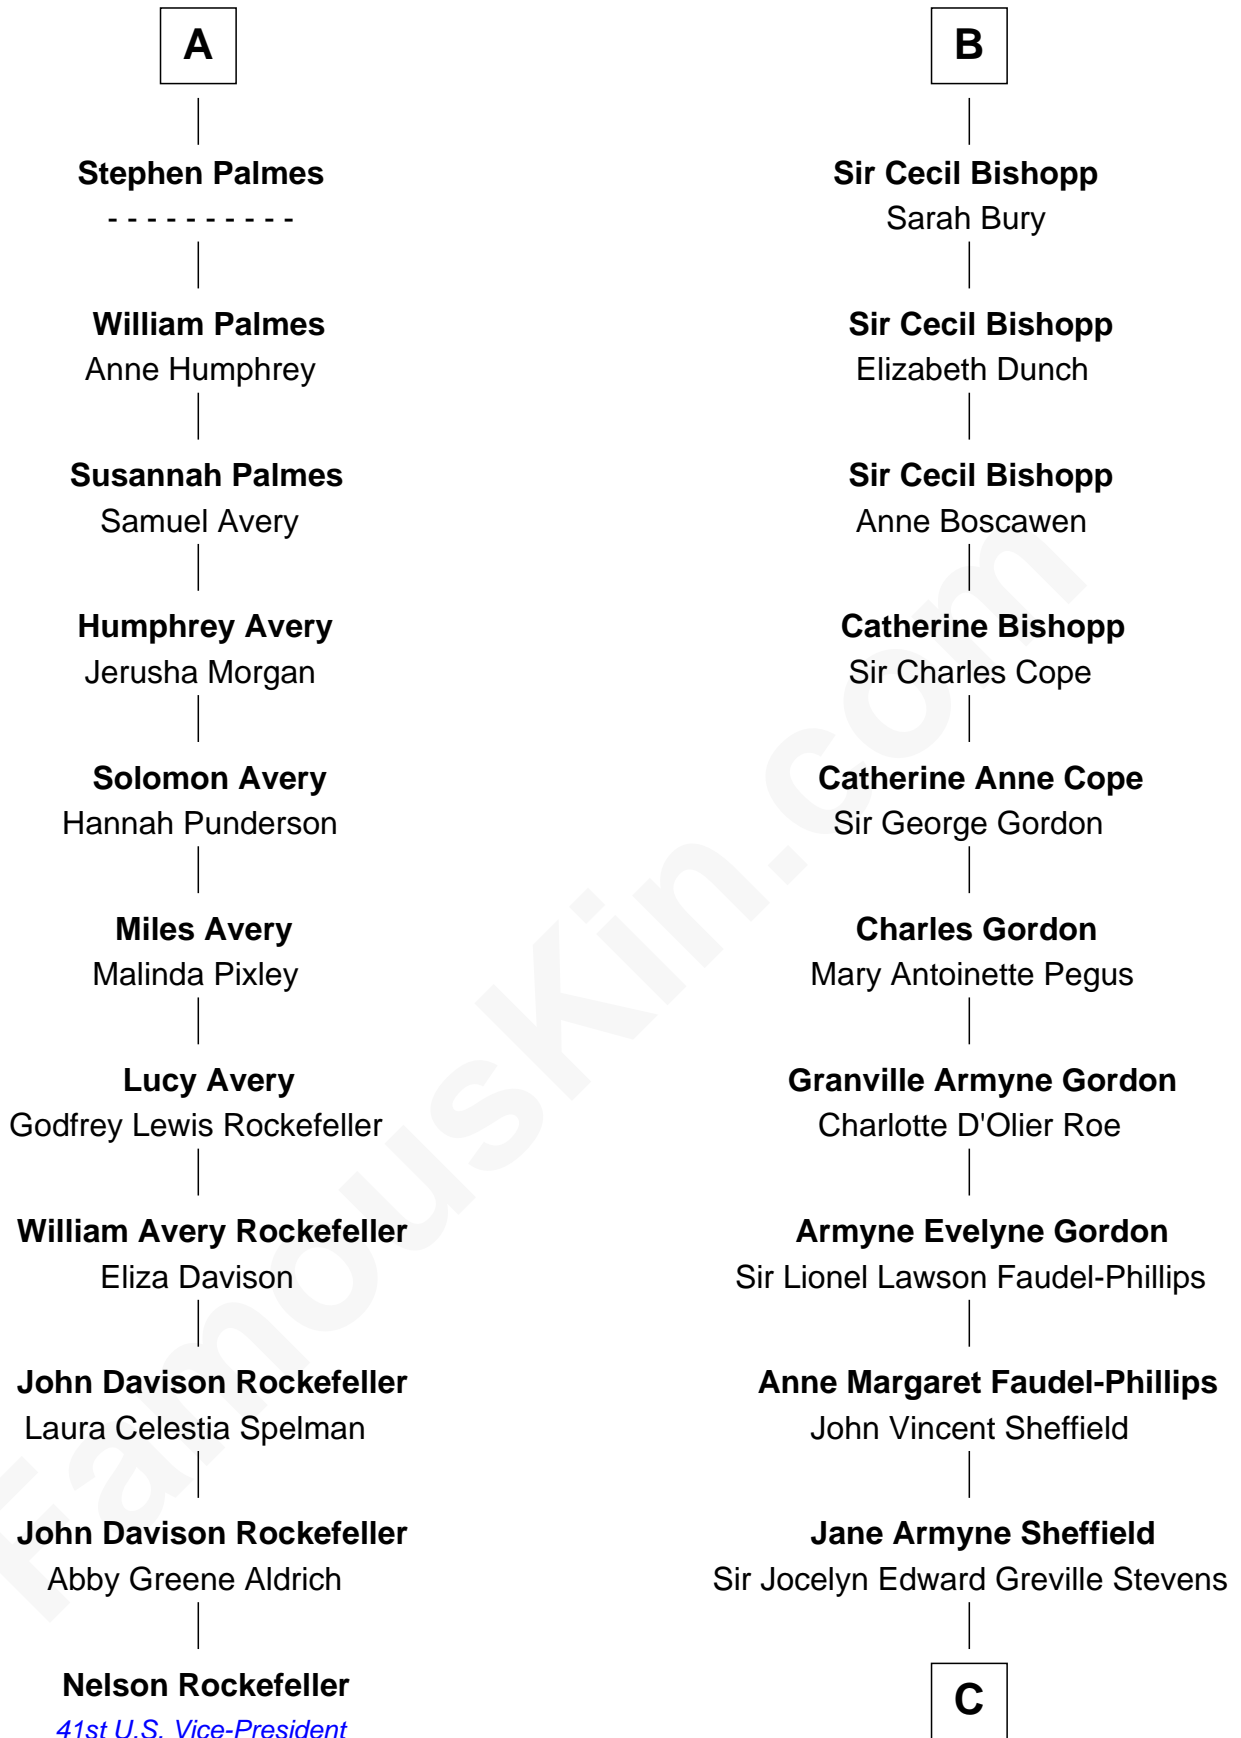 A
Stephen Palmes
- - - - - - - - - -
William Palmes
Anne Humphrey
Susannah Palmes
Samuel Avery
Humphrey Avery
Jerusha Morgan
Solomon Avery
Hannah Punderson
Miles Avery
Malinda Pixley
Lucy Avery
Godfrey Lewis Rockefeller
William Avery Rockefeller
Eliza Davison
John Davison Rockefeller
Laura Celestia Spelman
John Davison Rockefeller
Abby Greene Aldrich
Nelson Rockefeller
41st U.S. Vice-President
B
Sir Cecil Bishopp
Sarah Bury
Sir Cecil Bishopp
Elizabeth Dunch
Sir Cecil Bishopp
Anne Boscawen
Catherine Bishopp
Sir Charles Cope
Catherine Anne Cope
Sir George Gordon
Charles Gordon
Mary Antoinette Pegus
Granville Armyne Gordon
Charlotte D'Olier Roe
Armyne Evelyne Gordon
Sir Lionel Lawson Faudel-Phillips
Anne Margaret Faudel-Phillips
John Vincent Sheffield
Jane Armyne Sheffield
Sir Jocelyn Edward Greville Stevens
C
FamousKin.com